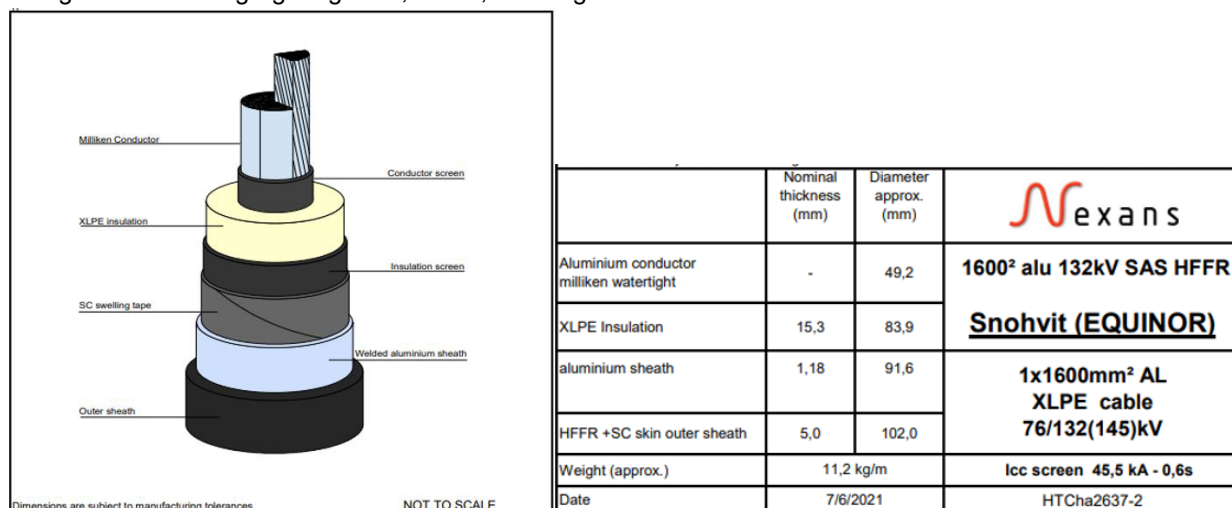 Milliken Conductor
Conductor screen
XLPE insulation
Insulation screen
SC swelling tape
Welded aluminium sheath
Outer sheath
Dimensions are subject to manufacturing tolerances
NOT TO SCALE
Nominal thickness (mm)
Diameter approx. (mm)
Nexans
Aluminium conductor milliken watertight
-
49,2
1600² alu 132kV SAS HFFR
XLPE Insulation
15,3
83,9
Snohvit (EQUINOR)
aluminium sheath
1,18
91,6
1x1600mm² AL
XLPE cable
76/132(145)kV
HFFR +SC skin outer sheath
5,0
102,0
Weight (approx.)
11,2 kg/m
Icc screen 45,5 kA - 0,6s
Date
7/6/2021
HTCha2637-2